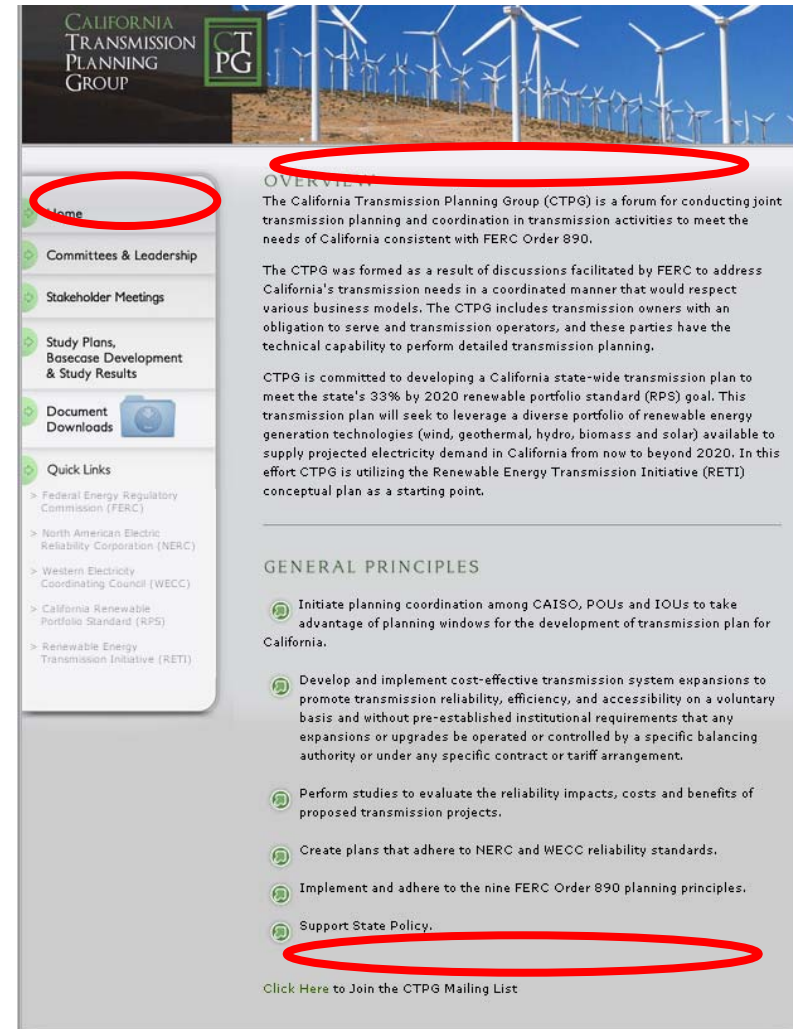 CALIFORNIA
TRANSMISSION
PLANNING
GROUP
CT
PG
Home
Committees & Leadership
Stakeholder Meetings
Study Plans,
Basecase Development
& Study Results
Document
Downloads
Quick Links
> Federal Energy Regulatory
Commission (FERC)
> North American Electric
Reliability Corporation (NERC)
> Western Electricity
Coordinating Council (WECC)
> California Renewable
Portfolio Standard (RPS)
> Renewable Energy
Transmission Initiative (RETI)
OVERVIEW
The California Transmission Planning Group (CTPG) is a forum for conducting joint
transmission planning and coordination in transmission activities to meet the
needs of California consistent with FERC Order 890.
The CTPG was formed as a result of discussions facilitated by FERC to address
California's transmission needs in a coordinated manner that would respect
various business models. The CTPG includes transmission owners with an
obligation to serve and transmission operators, and these parties have the
technical capability to perform detailed transmission planning.
CTPG is committed to developing a California state-wide transmission plan to
meet the state's 33% by 2020 renewable portfolio standard (RPS) goal. This
transmission plan will seek to leverage a diverse portfolio of renewable energy
generation technologies (wind, geothermal, hydro, biomass and solar) available to
supply projected electricity demand in California from now to beyond 2020. In this
effort CTPG is utilizing the Renewable Energy Transmission Initiative (RETI)
conceptual plan as a starting point.
GENERAL PRINCIPLES
Initiate planning coordination among CAISO, POUs and IOUs to take
advantage of planning windows for the development of transmission plan for
California.
Develop and implement cost-effective transmission system expansions to
promote transmission reliability, efficiency, and accessibility on a voluntary
basis and without pre-established institutional requirements that any
expansions or upgrades be operated or controlled by a specific balancing
authority or under any specific contract or tariff arrangement.
Perform studies to evaluate the reliability impacts, costs and benefits of
proposed transmission projects.
Create plans that adhere to NERC and WECC reliability standards.
Implement and adhere to the nine FERC Order 890 planning principles.
Support State Policy.
Click Here to Join the CTPG Mailing List